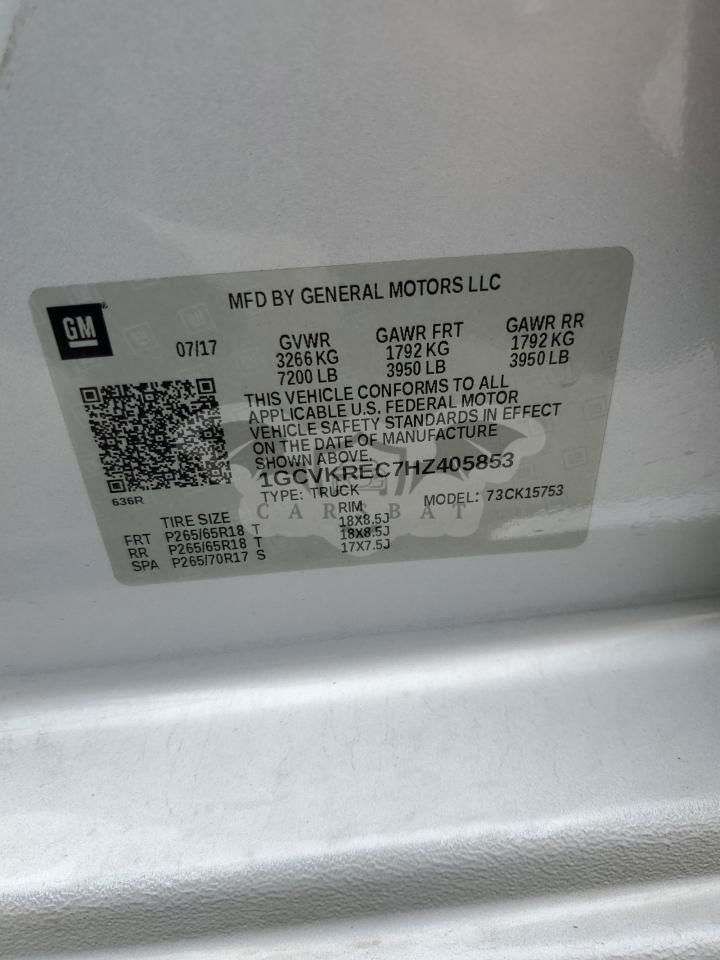 MFD BY GENERAL MOTORS LLC
GM
®
07/17
GVWR
3266 KG
7200 LB
GAWR FRT
1792 KG
3950 LB
GAWR RR
1792 KG
3950 LB
THIS VEHICLE CONFORMS TO ALL
APPLICABLE U.S. FEDERAL MOTOR
VEHICLE SAFETY STANDARDS IN EFFECT
ON THE DATE OF MANUFACTURE
SHOWN ABOVE.
1GCVKREC7HZ405853
TYPE: TRUCK
MODEL: 73CK15753
636R
TIRE SIZE
RIM
FRT P265/65R18 T 18X8.5J
RR P265/65R18 T 18X8.5J
SPA P265/70R17 S 17X7.5J
CARSBAT